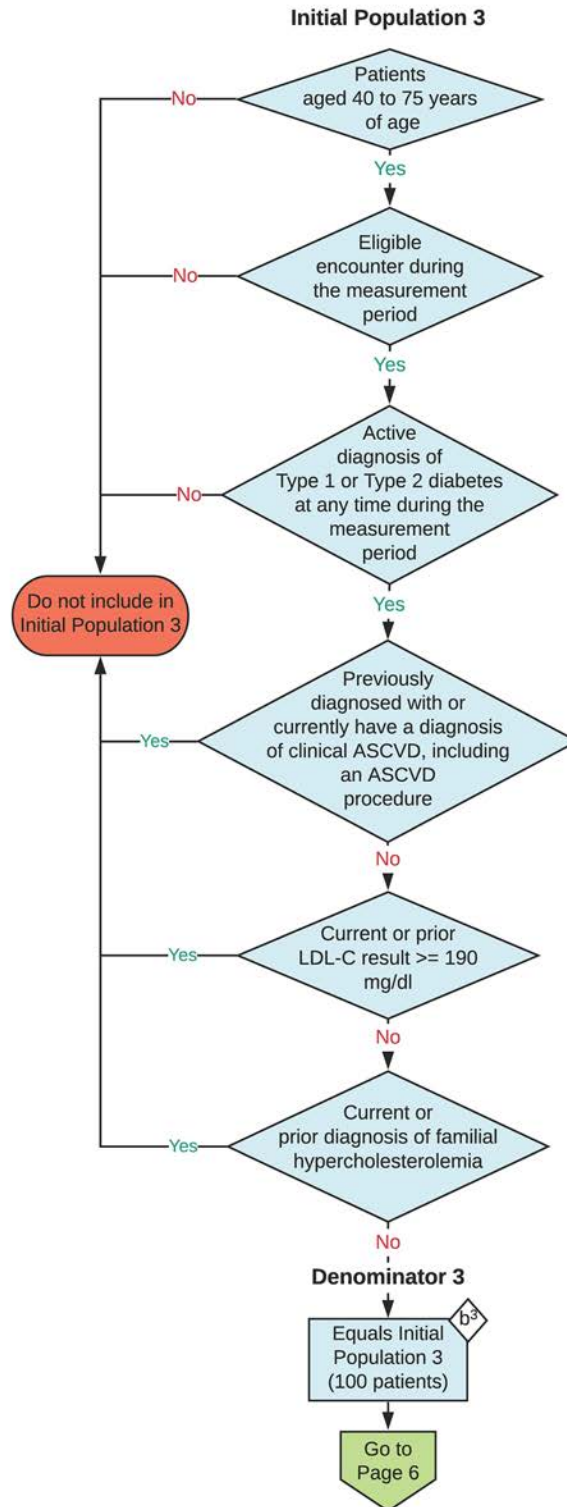 Initial Population 3
Patients
aged 40 to 75 years
of age
No
Yes
Eligible
encounter during
the measurement
period
No
Yes
Active
diagnosis of
Type 1 or Type 2 diabetes
at any time during the
measurement
period
No
Yes
Do not include in
Initial Population 3
Previously
diagnosed with or
currently have a diagnosis
of clinical ASCVD, including
an ASCVD
procedure
Yes
No
Current or prior
LDL-C result >= 190
mg/dl
Yes
No
Current or
prior diagnosis of familial
hypercholesterolemia
Yes
No
Denominator 3
b³
Equals Initial
Population 3
(100 patients)
Go to
Page 6